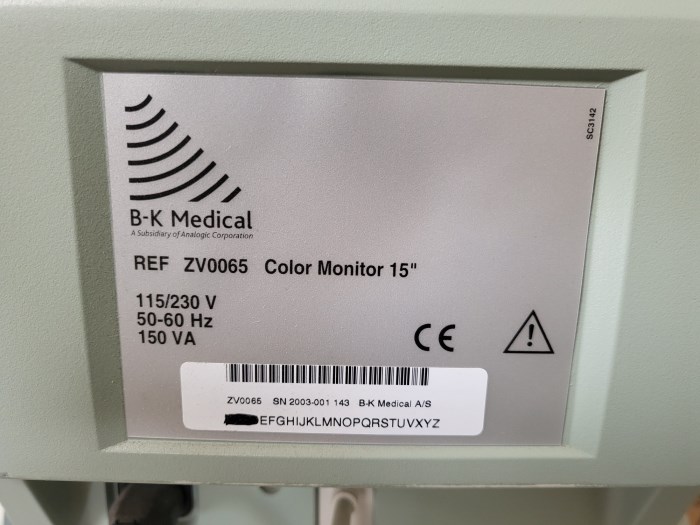 B-K Medical
A Subsidiary of Analogic Corporation
SC3142
REF ZV0065 Color Monitor 15"
115/230 V
50-60 Hz
150 VA
CE
ZV0065 SN 2003-001 143 B-K Medical A/S
EFGHIJKLMNOPQRSTUVXYZ